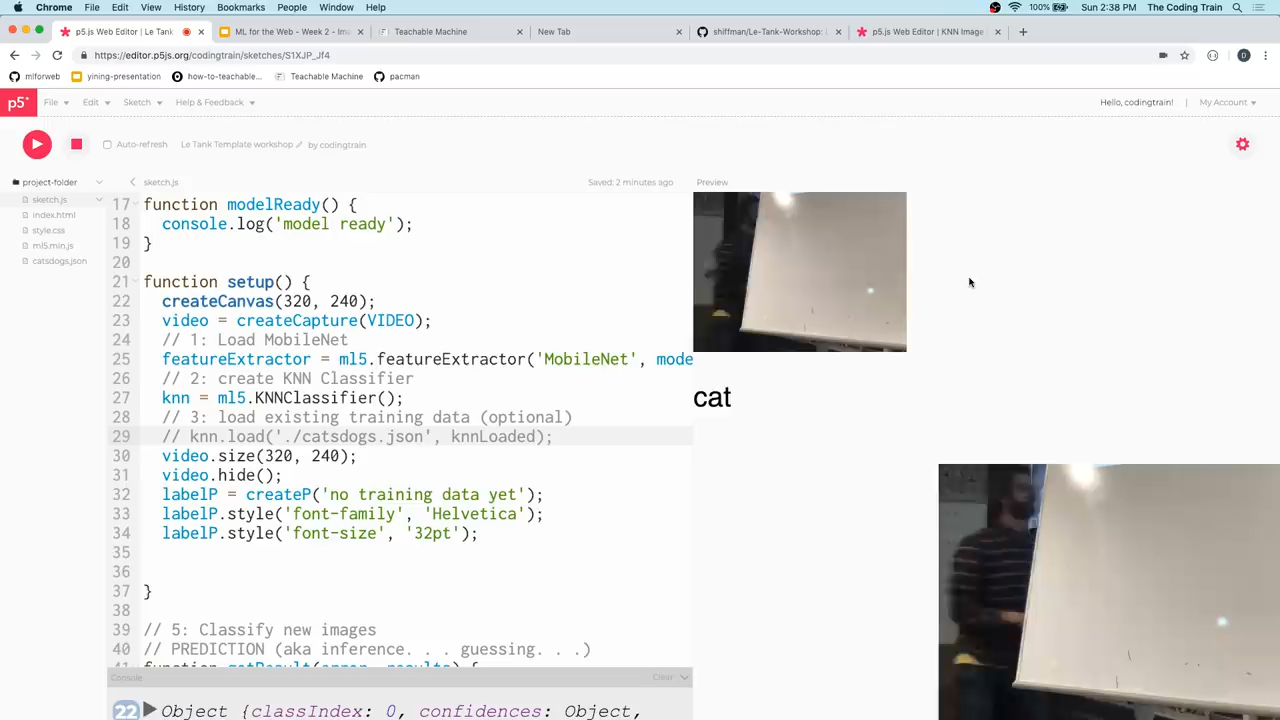 Chrome File Edit View History Bookmarks People Window Help 100% Sun 2:38 PM The Coding Train
p5.js Web Editor | Le Tank
ML for the Web - Week 2 - Ima
Teachable Machine
New Tab
shiffman/Le-Tank-Workshop:
p5.js Web Editor | KNN Image
https://editor.p5js.org/codingtrain/sketches/S1XJP_Jf4
mlforweb yining-presentation how-to-teachable... Teachable Machine pacman
p5* File Edit Sketch Help & Feedback Hello, codingtrain! | My Account
Auto-refresh Le Tank Template workshop by codingtrain
project-folder
sketch.js
index.html
style.css
ml5.min.js
catsdogs.json
sketch.js Saved: 2 minutes ago Preview
17 function modelReady() {
18 console.log('model ready');
19 }
20
21 function setup() {
22 createCanvas(320, 240);
23 video = createCapture(VIDEO);
24 // 1: Load MobileNet
25 featureExtractor = ml5.featureExtractor('MobileNet', mode
26 // 2: create KNN Classifier
27 knn = ml5.KNNClassifier();
28 // 3: load existing training data (optional)
29 // knn.load('./catsdogs.json', knnLoaded);
30 video.size(320, 240);
31 video.hide();
32 labelP = createP('no training data yet');
33 labelP.style('font-family', 'Helvetica');
34 labelP.style('font-size', '32pt');
35
36
37 }
38
39 // 5: Classify new images
40 // PREDICTION (aka inference. . . guessing. . .)
41 function gotResult(error, results) {
cat
Console Clear
22 Object {classIndex: 0, confidences: Object,